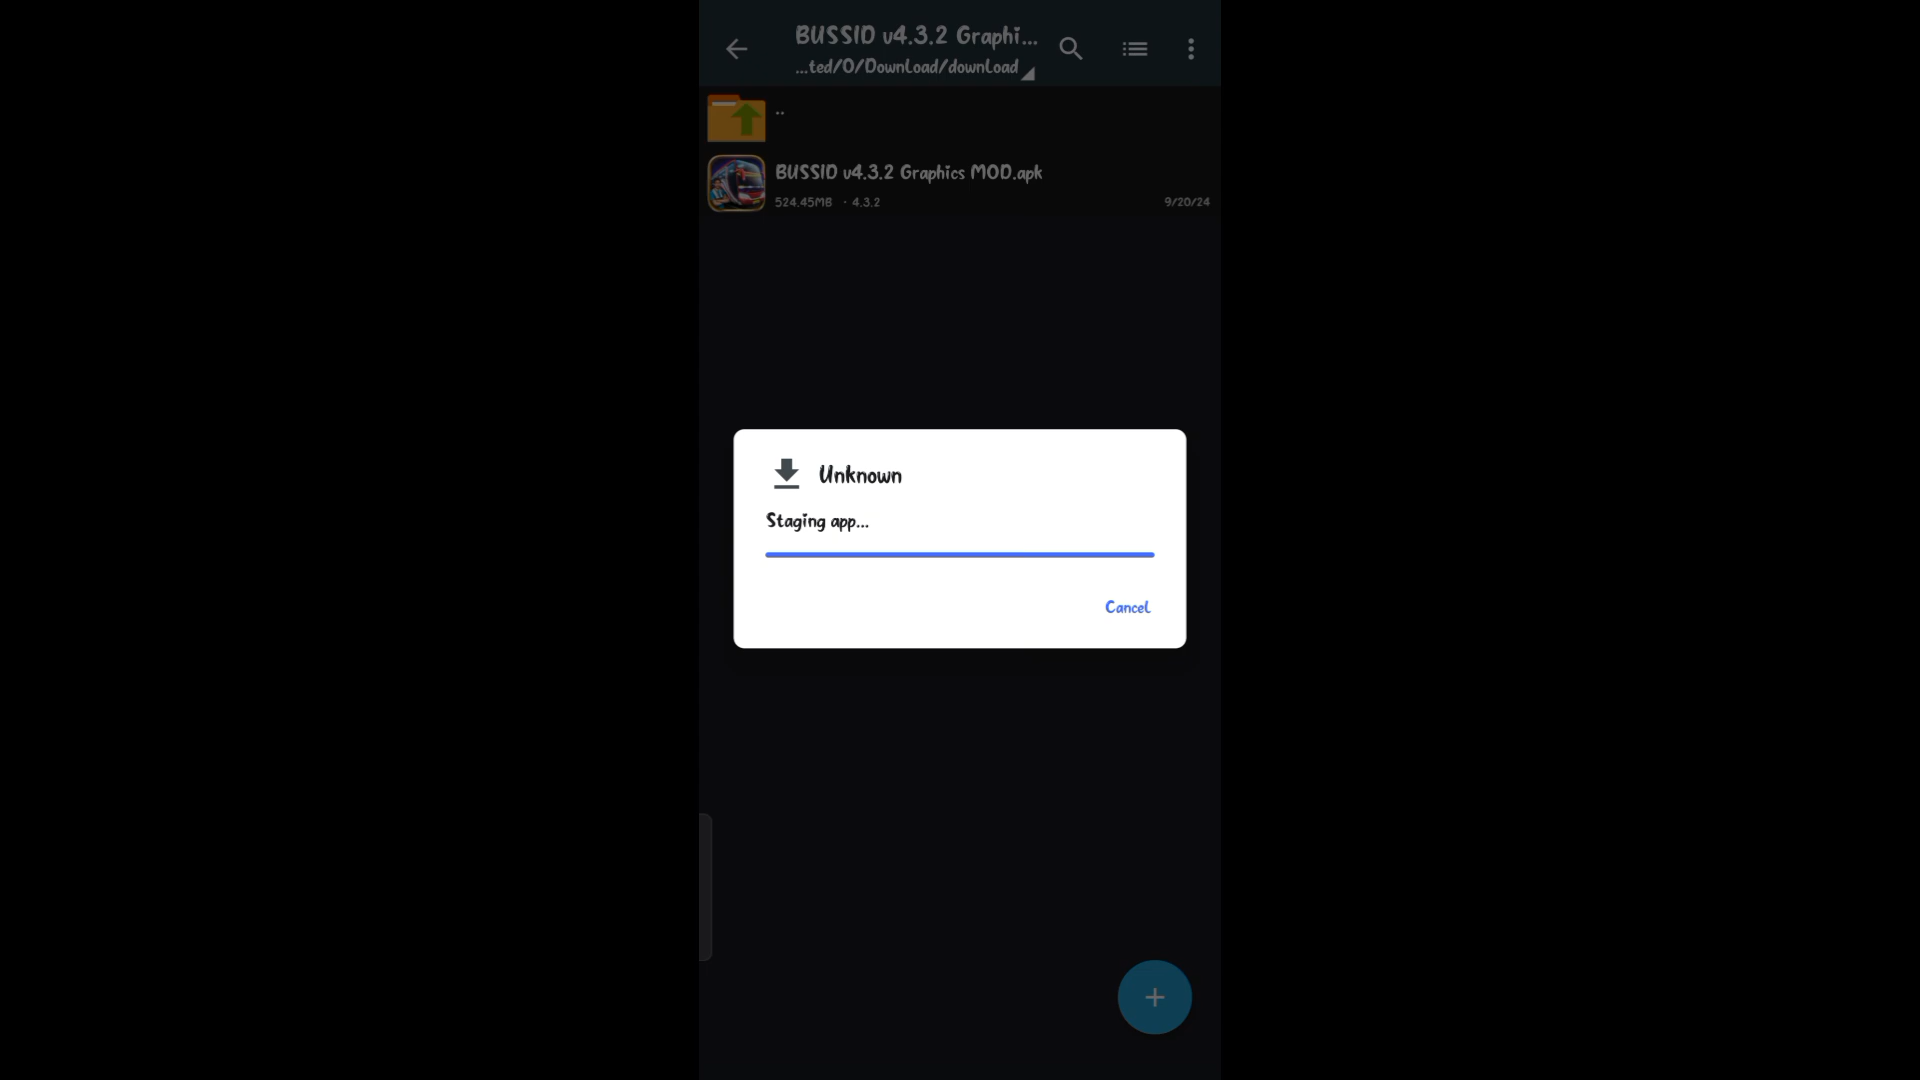 BUSSID v4.3.2 Graphi...
...ted/0/Download/download
..
BUSSID v4.3.2 Graphics MOD.apk
524.45MB · 4.3.2 9/20/24
Unknown
Staging app...
Cancel